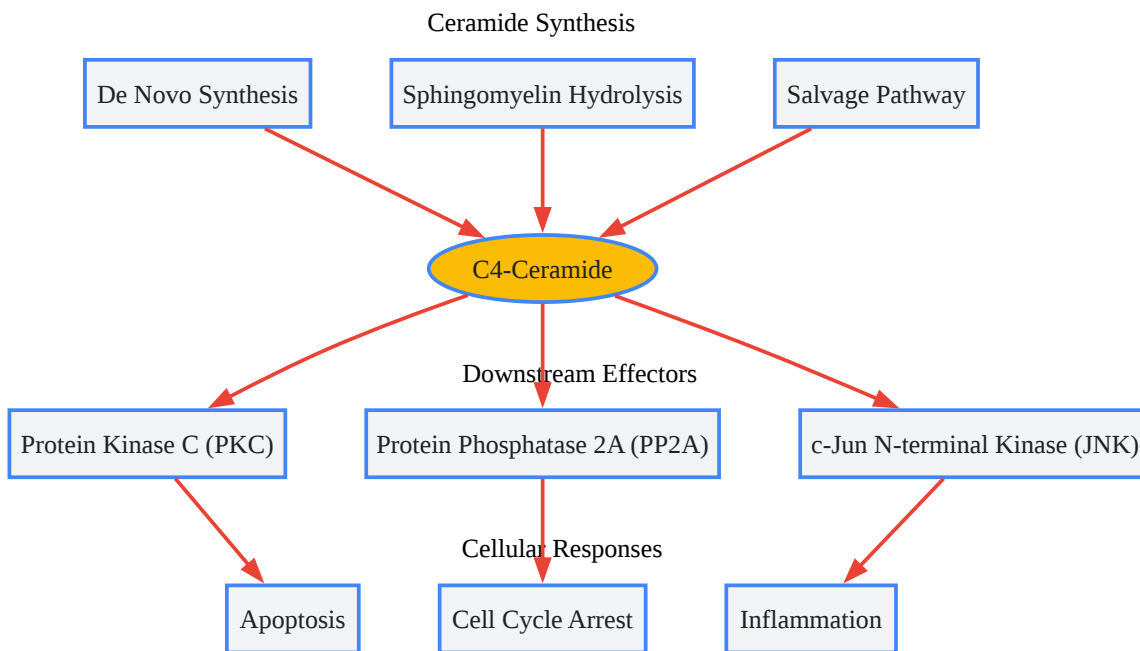 Ceramide Synthesis
De Novo Synthesis
Sphingomyelin Hydrolysis
Salvage Pathway
C4-Ceramide
Downstream Effectors
Protein Kinase C (PKC)
Protein Phosphatase 2A (PP2A)
c-Jun N-terminal Kinase (JNK)
Cellular Responses
Apoptosis
Cell Cycle Arrest
Inflammation